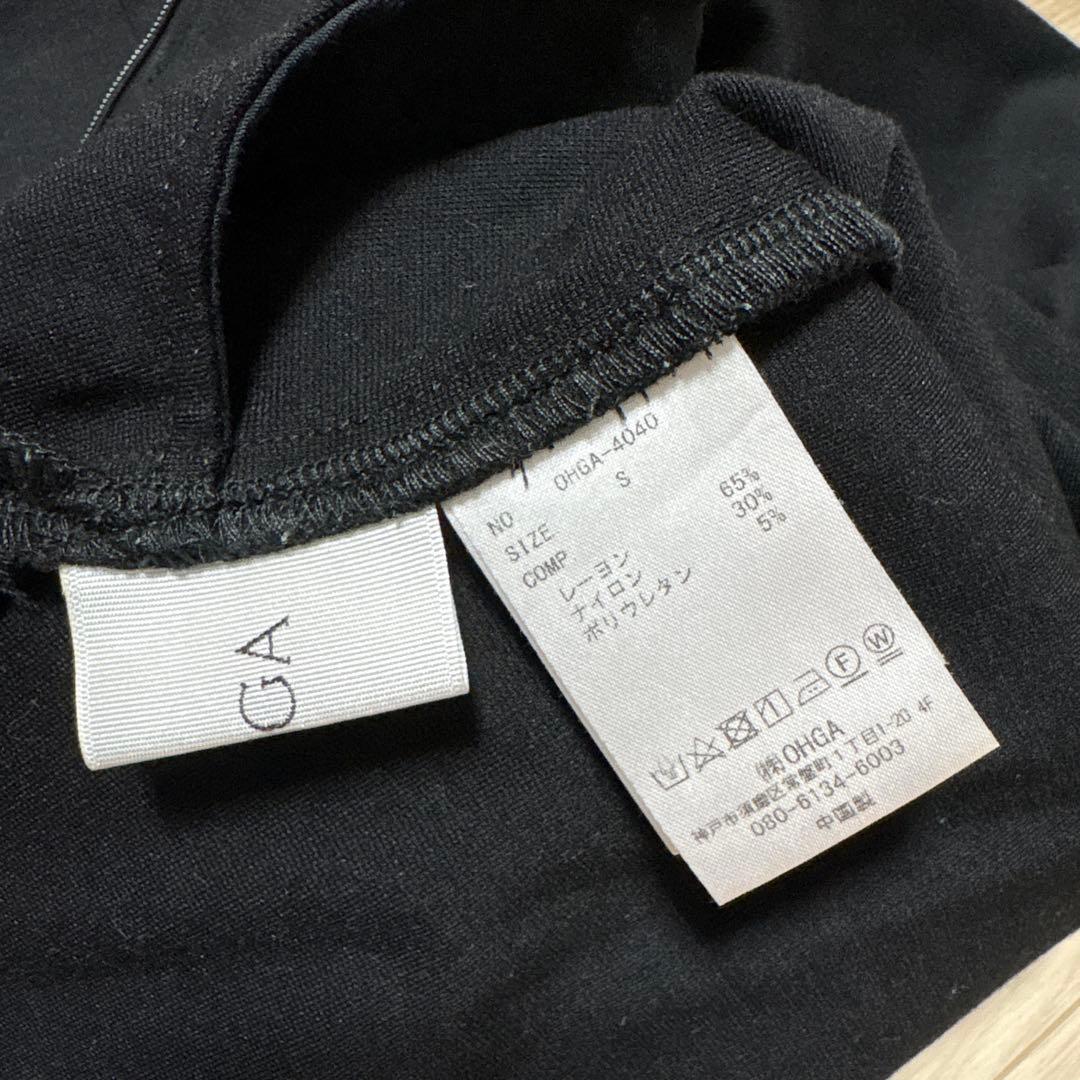 GA
NO OHGA-4040
SIZE S
COMP
レーヨン 65%
ナイロン 30%
ポリウレタン 5%
F W
㈱OHGA
神戸市須磨区常盤町1丁目1-20 4F
080-6134-6003
中国製